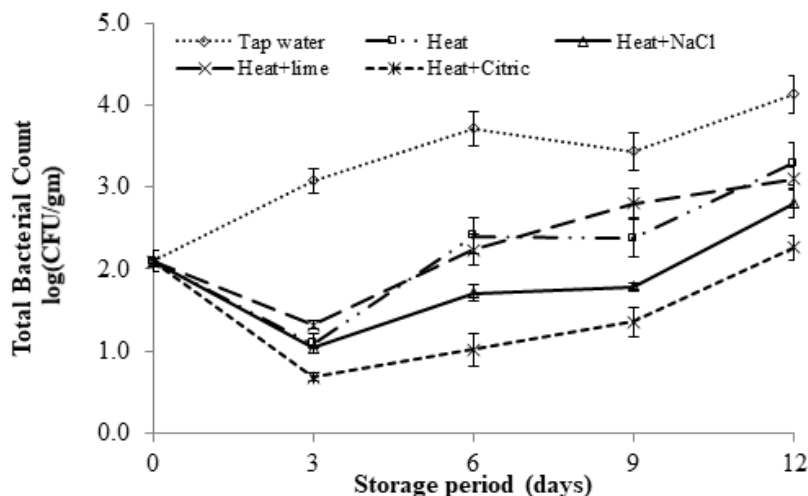 5.0
Tap water
Heat
Heat+NaCl
Heat+lime
Heat+Citric
4.0
3.0
2.0
1.0
0.0
Total Bacterial Count
log(CFU/gm)
0
3
6
9
12
Storage period (days)